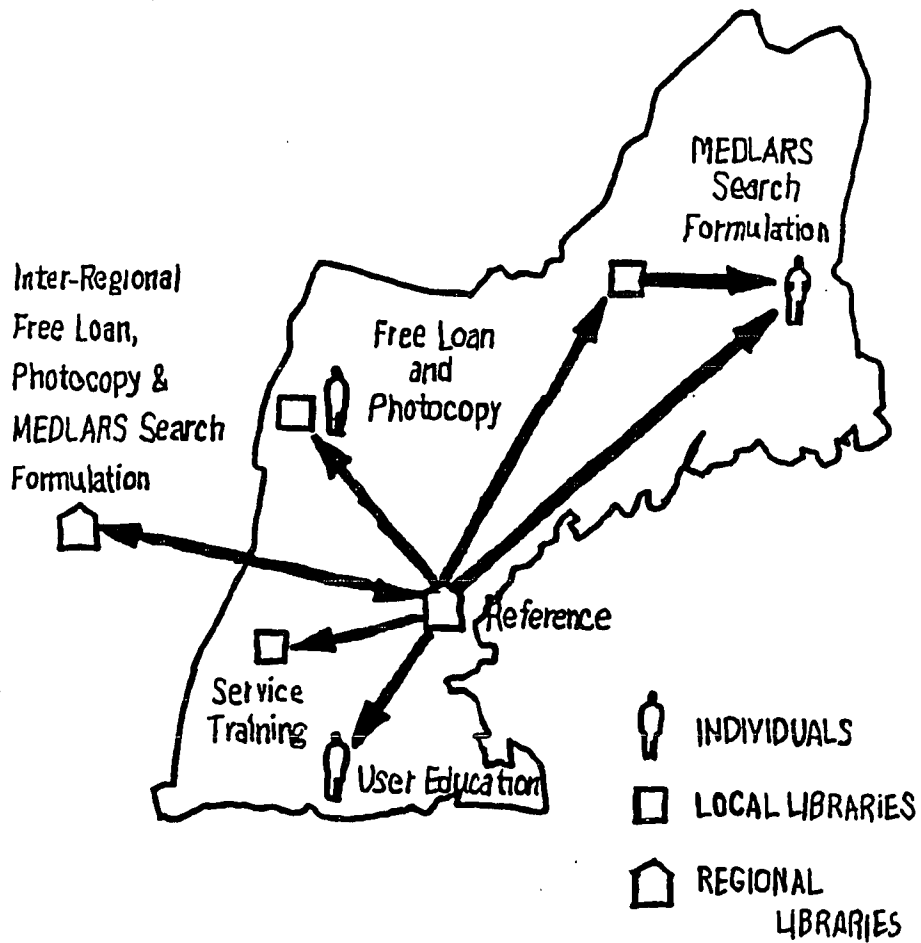 MEDLARS
Search
Formulation
Inter-Regional
Free Loan,
Photocopy &
MEDLARS Search
Formulation
Free Loan
and
Photocopy
Reference
Service
Training
User Education
INDIVIDUALS
LOCAL LIBRARIES
REGIONAL
LIBRARIES